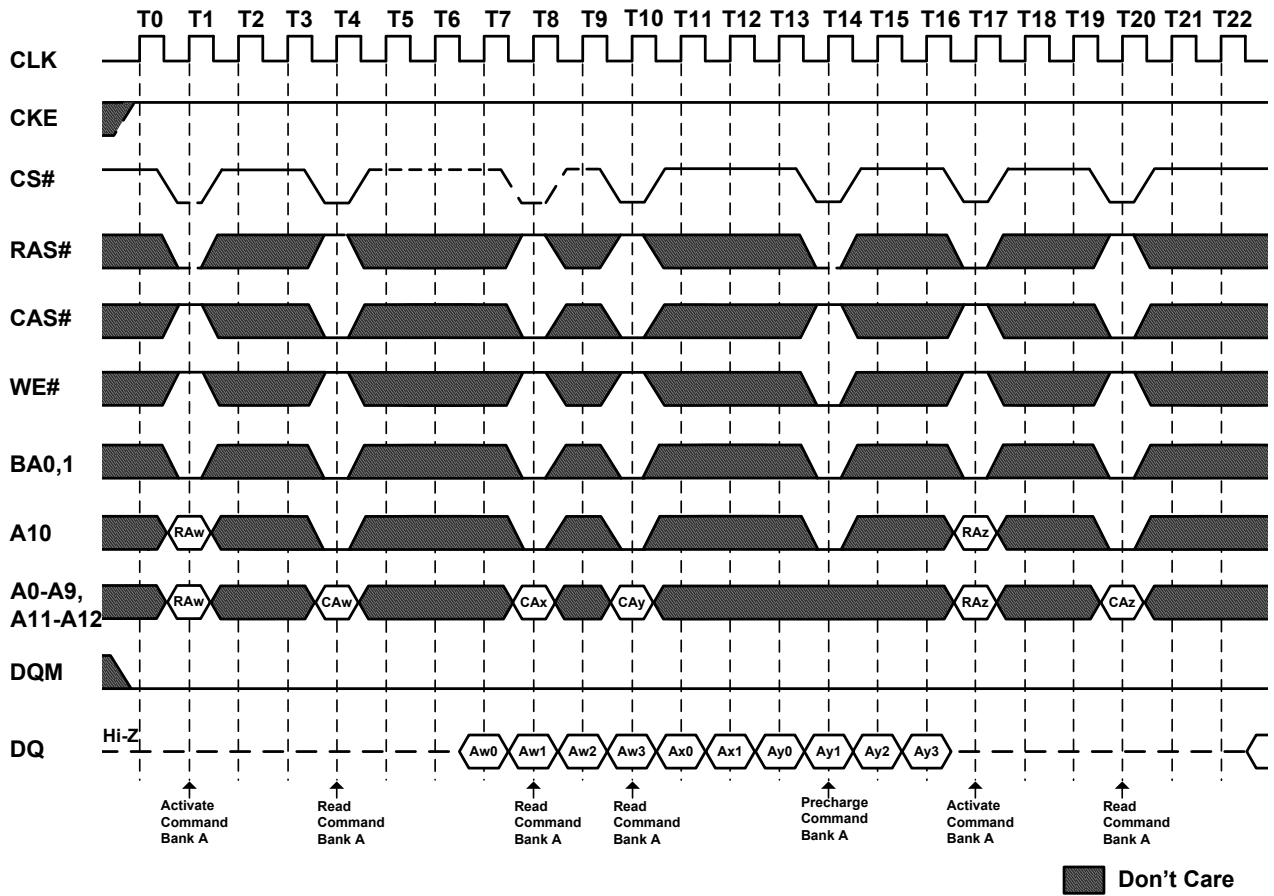 T0 T1 T2 T3 T4 T5 T6 T7 T8 T9 T10 T11 T12 T13 T14 T15 T16 T17 T18 T19 T20 T21 T22
CLK
CKE
CS#
RAS#
CAS#
WE#
BA0,1
A10 RAw RAz
A0-A9,
A11-A12 RAw CAw CAx CAy RAz CAz
DQM
DQ Hi-Z Aw0 Aw1 Aw2 Aw3 Ax0 Ax1 Ay0 Ay1 Ay2 Ay3
Activate
Command
Bank A
Read
Command
Bank A
Read
Command
Bank A
Read
Command
Bank A
Precharge
Command
Bank A
Activate
Command
Bank A
Read
Command
Bank A
Don't Care